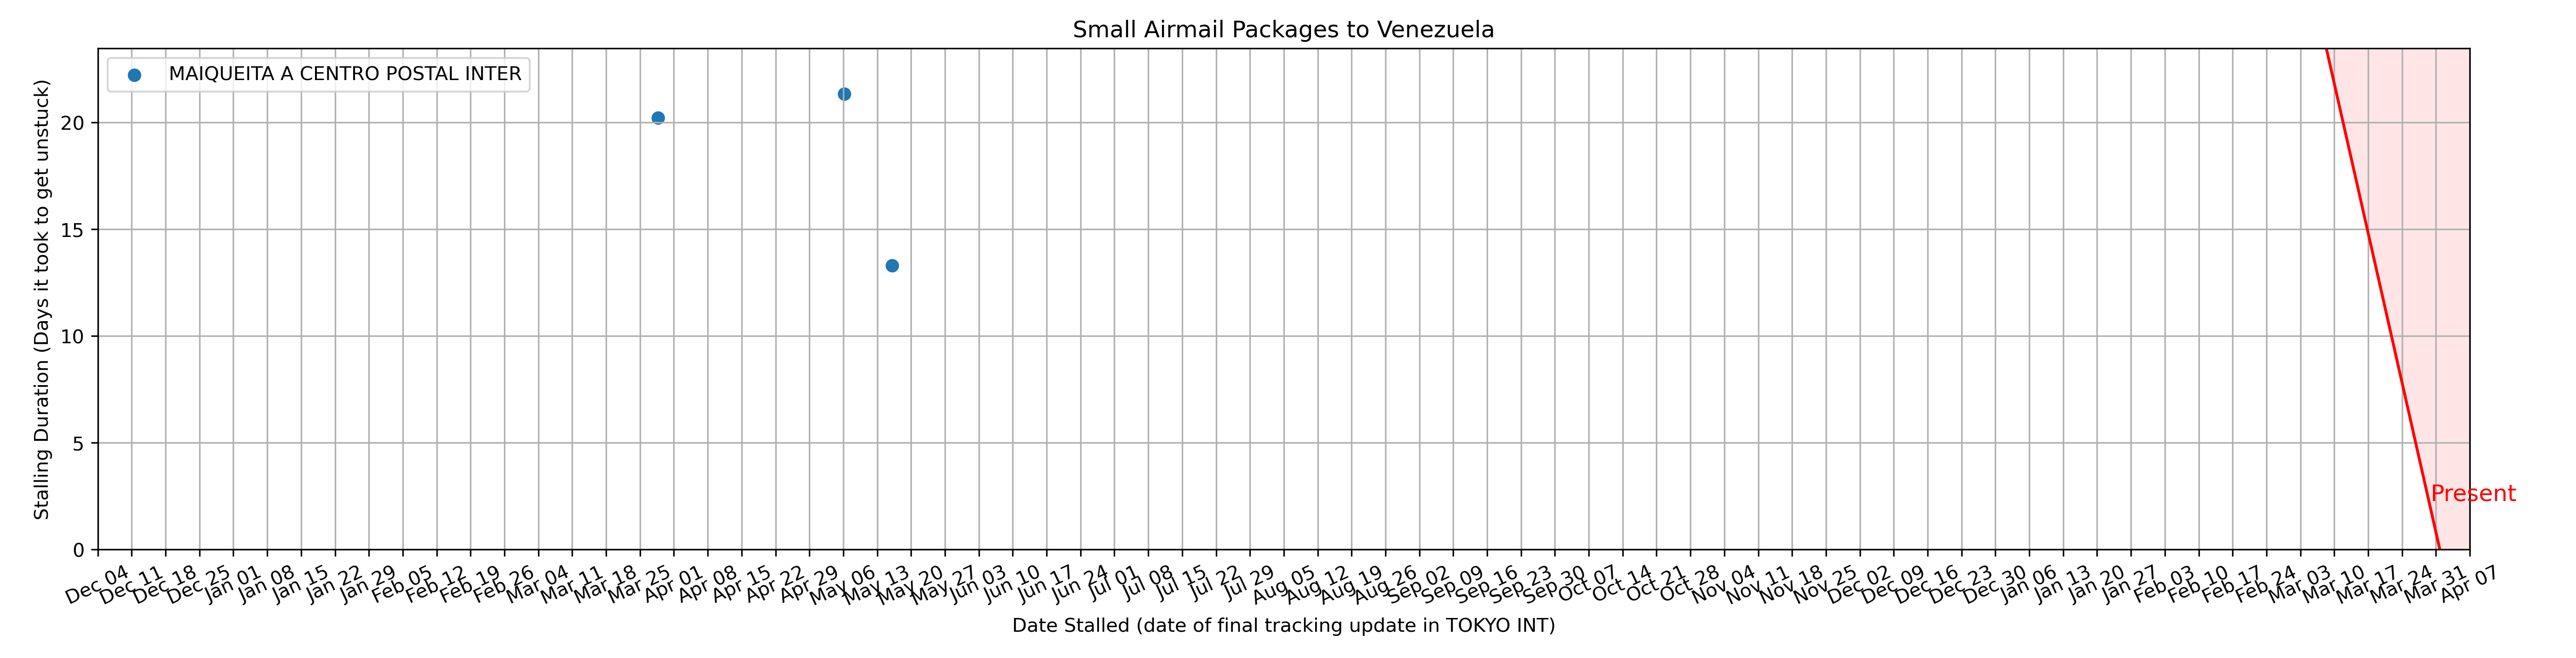 Small Airmail Packages to Venezuela
MAIQUEITA A CENTRO POSTAL INTER
Stalling Duration (Days it took to get unstuck)
20
15
10
5
0
Present
Dec 04
Dec 11
Dec 18
Dec 25
Jan 01
Jan 08
Jan 15
Jan 22
Jan 29
Feb 05
Feb 12
Feb 19
Feb 26
Mar 04
Mar 11
Mar 18
Mar 25
Apr 01
Apr 08
Apr 15
Apr 22
Apr 29
May 06
May 13
May 20
May 27
Jun 03
Jun 10
Jun 17
Jun 24
Jul 01
Jul 08
Jul 15
Jul 22
Jul 29
Aug 05
Aug 12
Aug 19
Aug 26
Sep 02
Sep 09
Sep 16
Sep 23
Sep 30
Oct 07
Oct 14
Oct 21
Oct 28
Nov 04
Nov 11
Nov 18
Nov 25
Dec 02
Dec 09
Dec 16
Dec 23
Dec 30
Jan 06
Jan 13
Jan 20
Jan 27
Feb 03
Feb 10
Feb 17
Feb 24
Mar 03
Mar 10
Mar 17
Mar 24
Mar 31
Apr 07
Date Stalled (date of final tracking update in TOKYO INT)